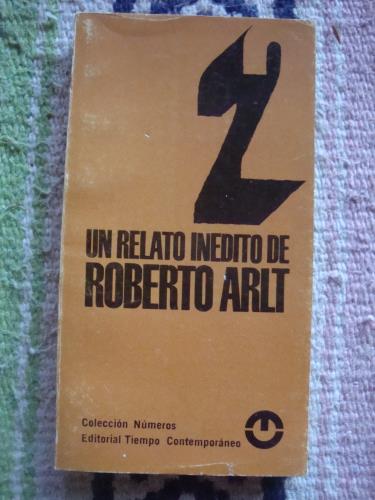 2
UN RELATO INEDITO DE
ROBERTO ARLT
Colección Números
Editorial Tiempo Contemporáneo